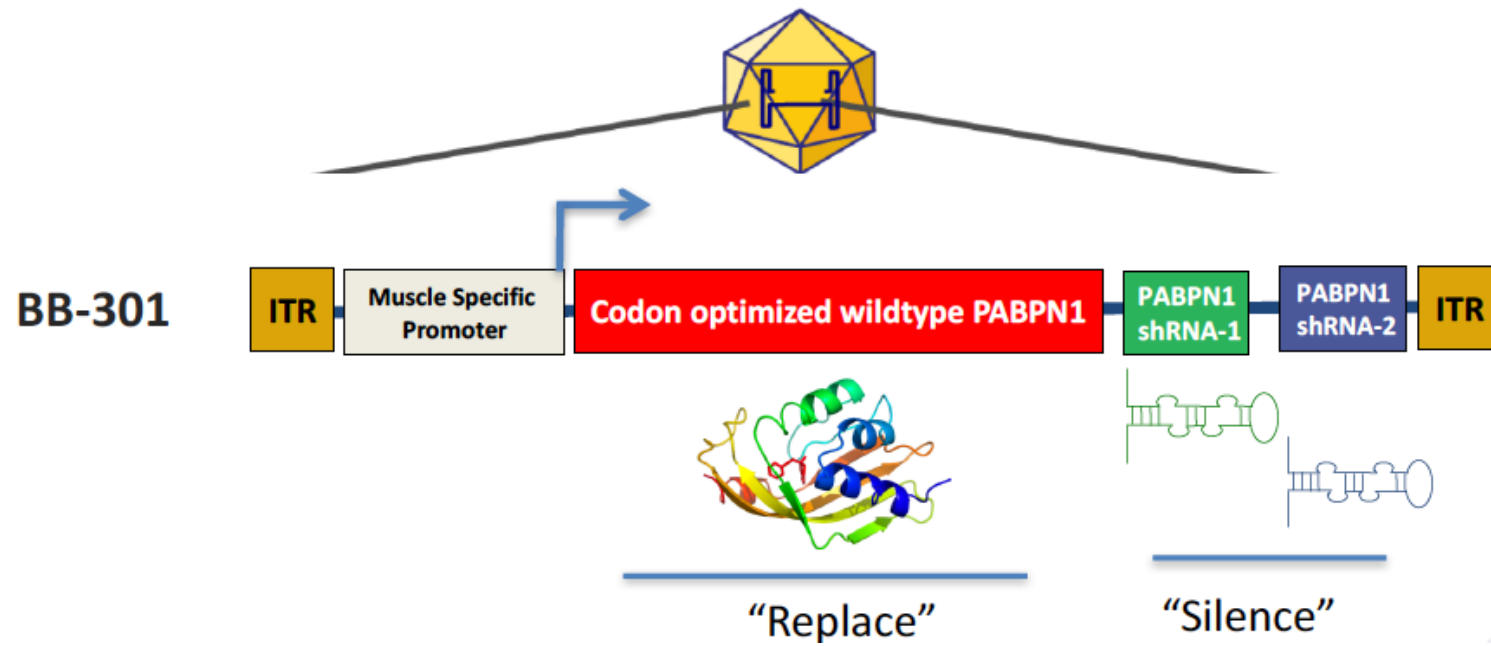 BB-301
ITR
Muscle Specific
Promoter
Codon optimized wildtype PABPN1
PABPN1
shRNA-1
PABPN1
shRNA-2
ITR
“Replace”
“Silence”